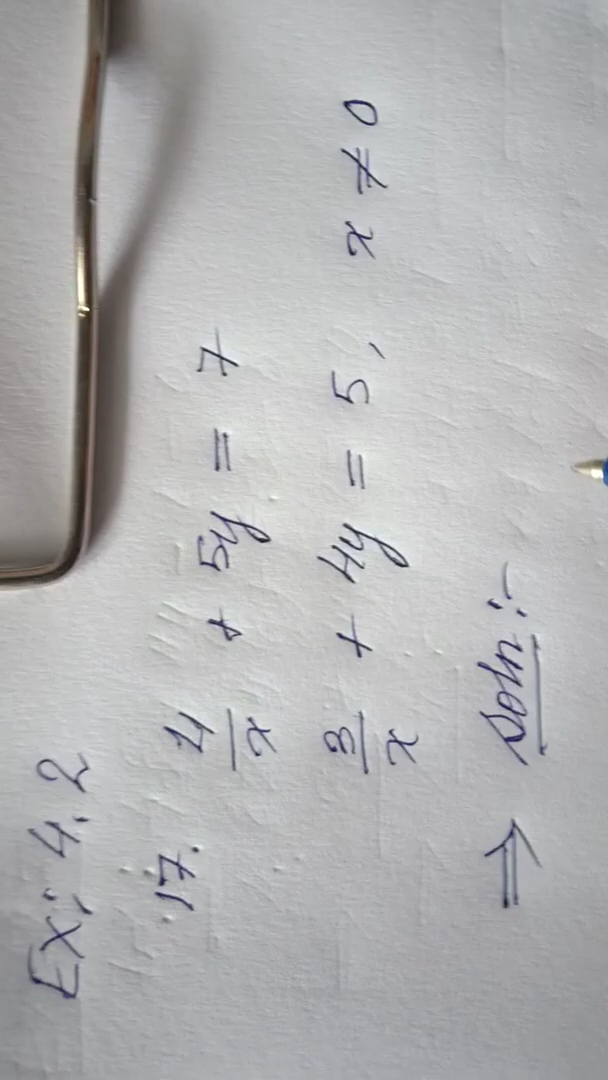 Ex: 4.2
17. 4/x + 5y = 7
3/x + 4y = 5, x ≠ 0
⇒ Soln:-